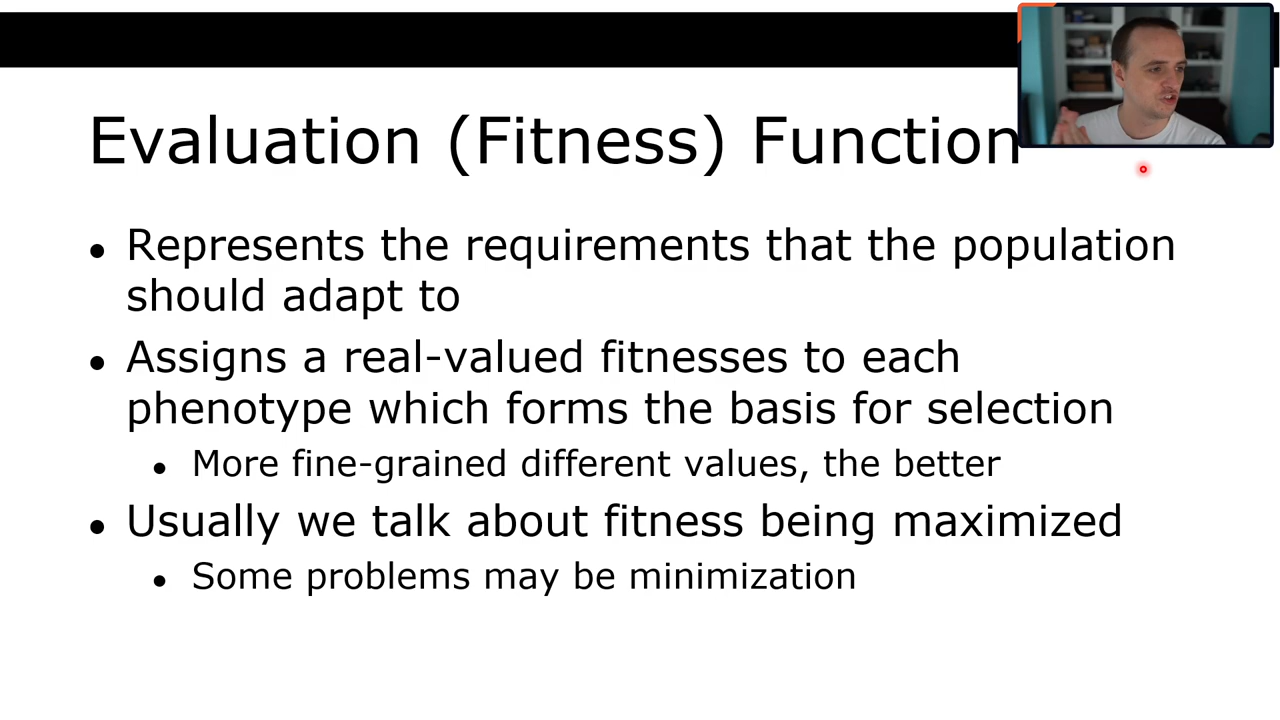 Evaluation (Fitness) Function
Represents the requirements that the population
should adapt to
Assigns a real-valued fitnesses to each
phenotype which forms the basis for selection
More fine-grained different values, the better
Usually we talk about fitness being maximized
Some problems may be minimization